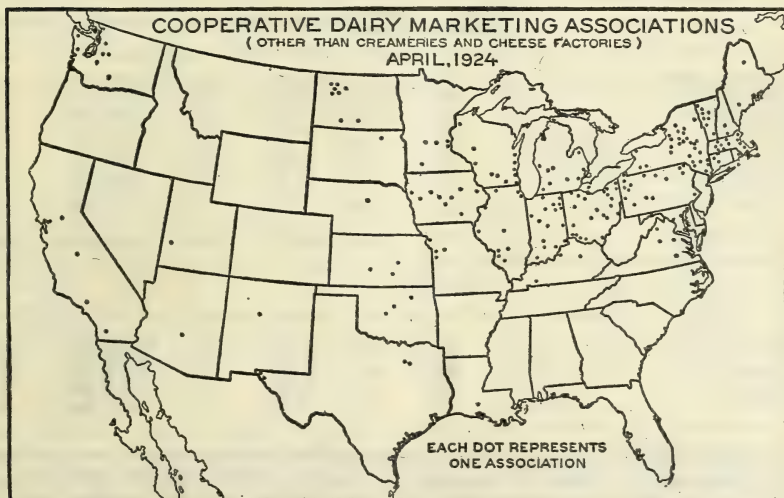 COOPERATIVE DAIRY MARKETING ASSOCIATIONS
(OTHER THAN CREAMERIES AND CHEESE FACTORIES)
APRIL, 1924
EACH DOT REPRESENTS
ONE ASSOCIATION